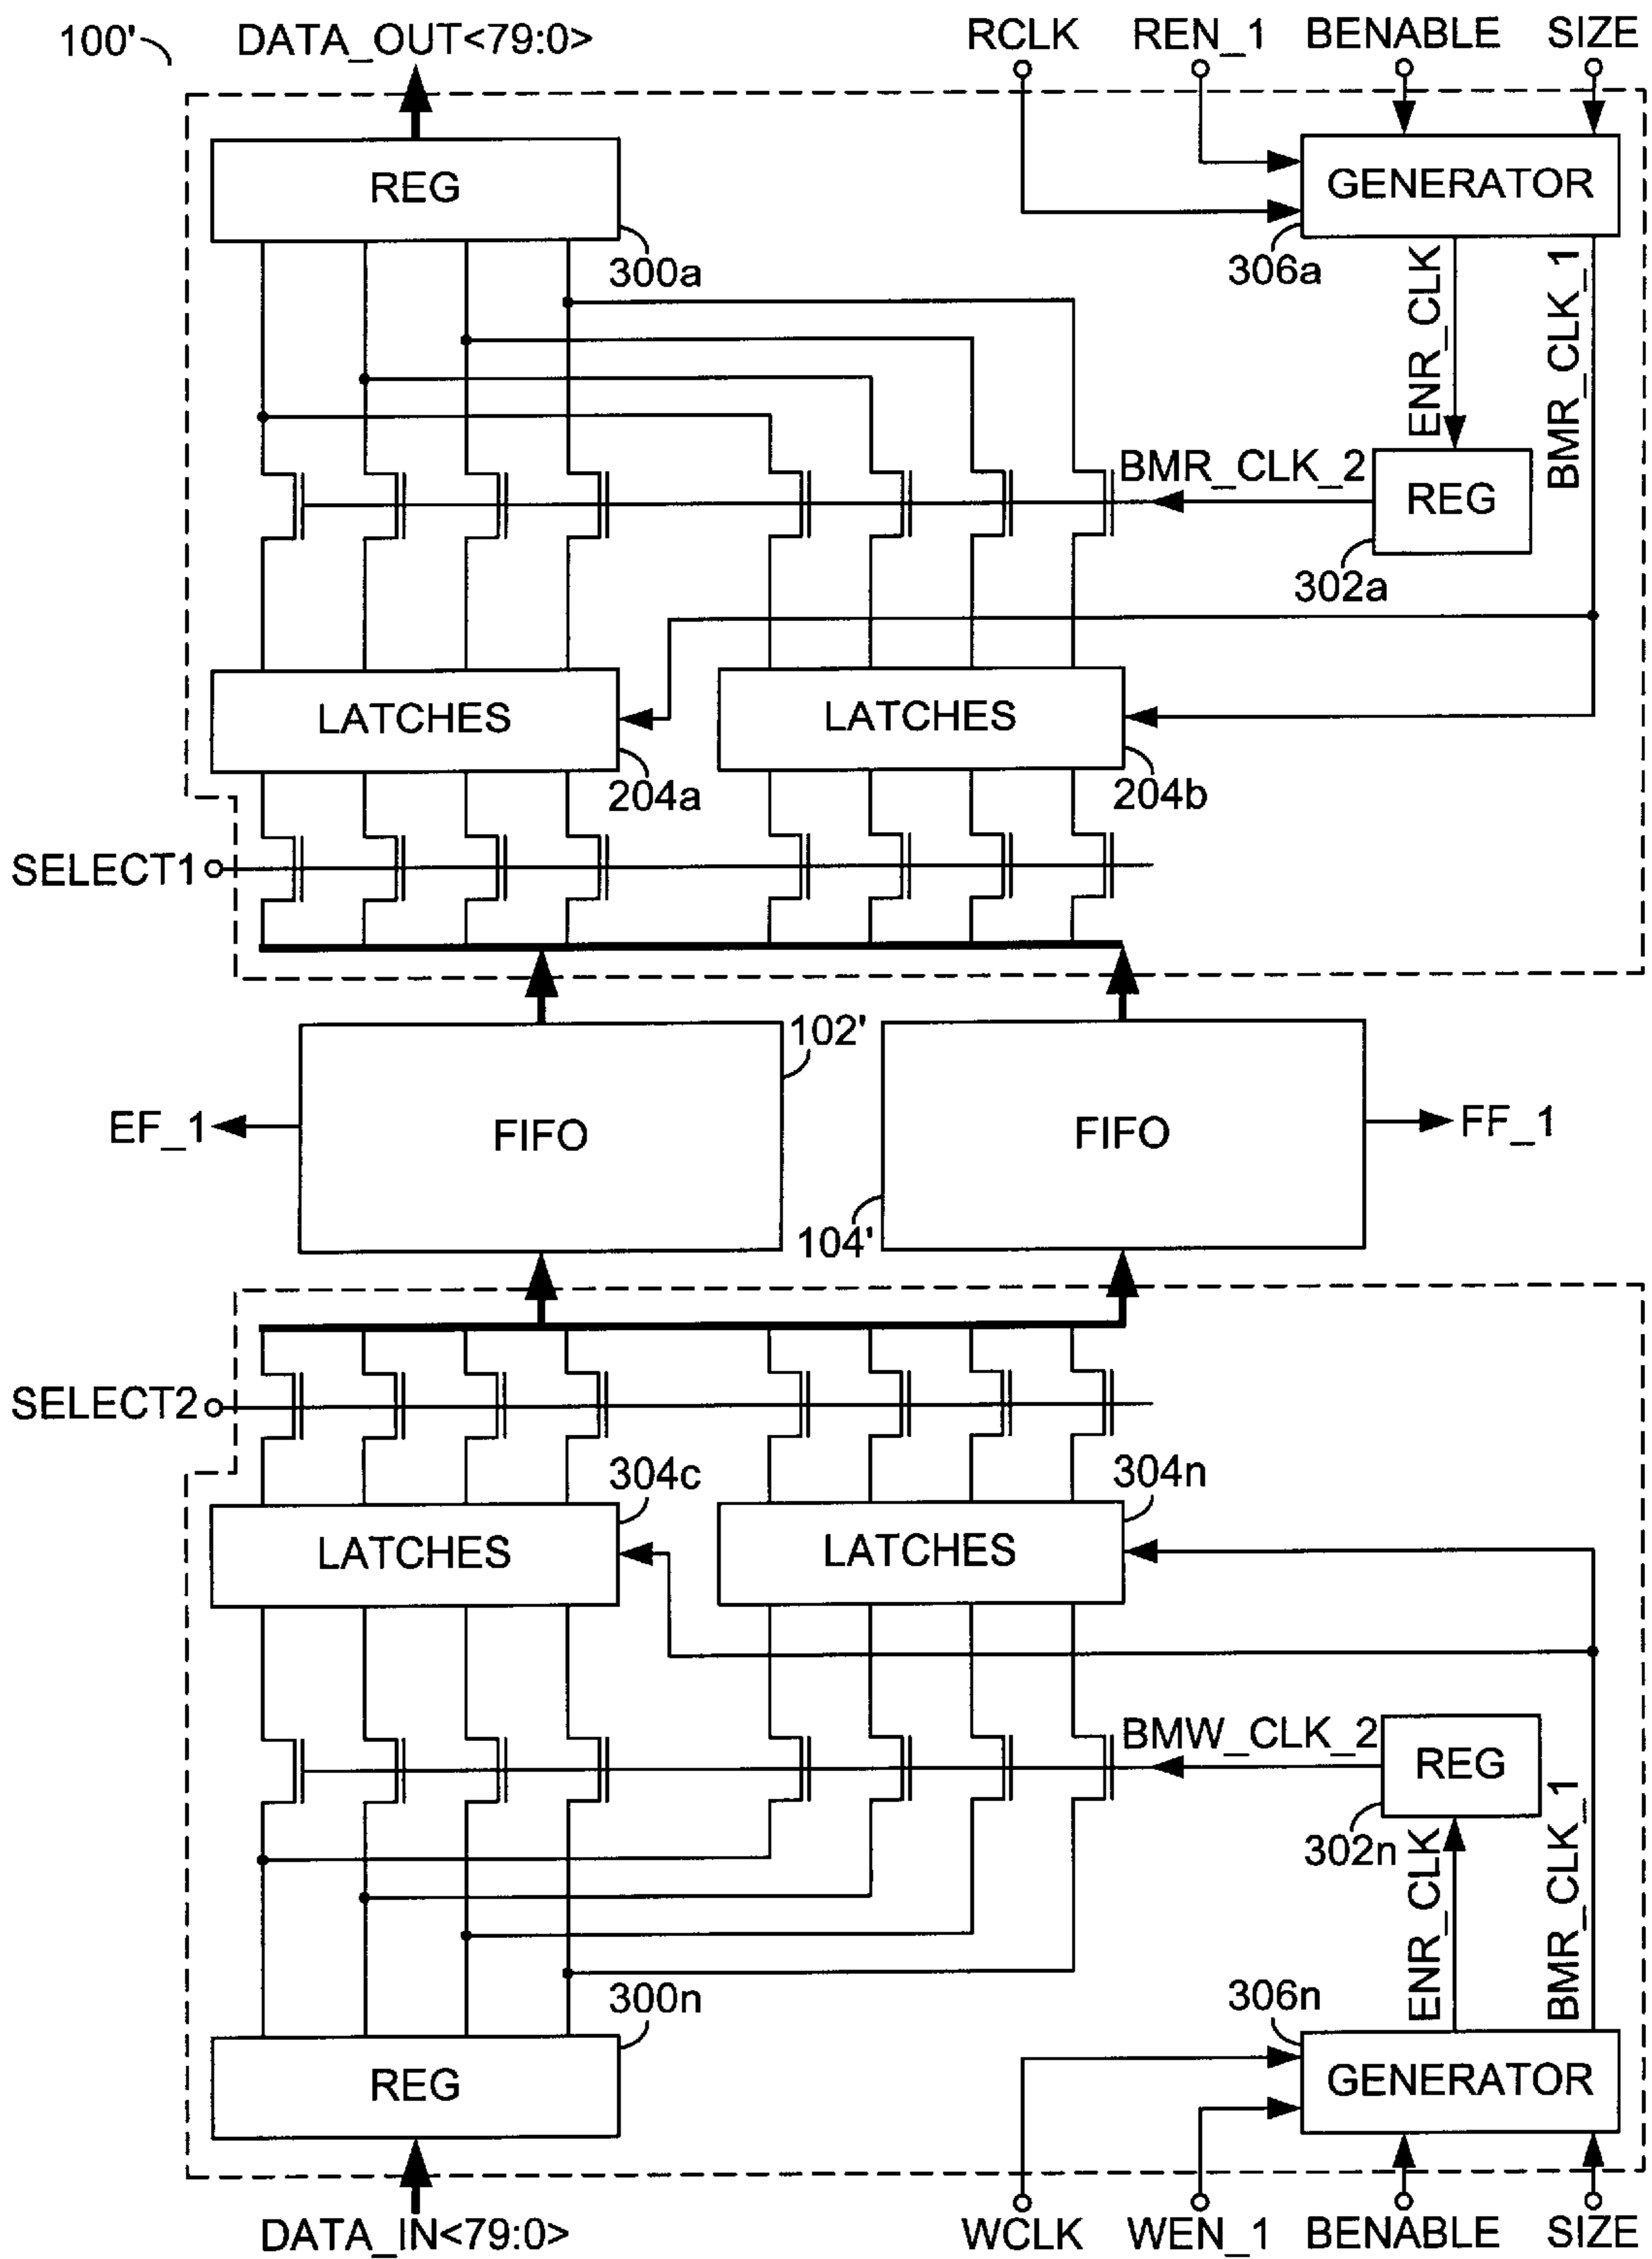 100'
DATA_OUT<79:0>
RCLK
REN_1
BENABLE
SIZE
REG
300a
GENERATOR
306a
ENR_CLK
BMR_CLK_1
BMR_CLK_2
REG
302a
LATCHES
204a
LATCHES
204b
SELECT1
102'
FIFO
EF_1
FIFO
FF_1
104'
SELECT2
304c
LATCHES
304n
LATCHES
BMW_CLK_2
REG
302n
ENR_CLK
BMR_CLK_1
300n
REG
306n
GENERATOR
DATA_IN<79:0>
WCLK
WEN_1
BENABLE
SIZE